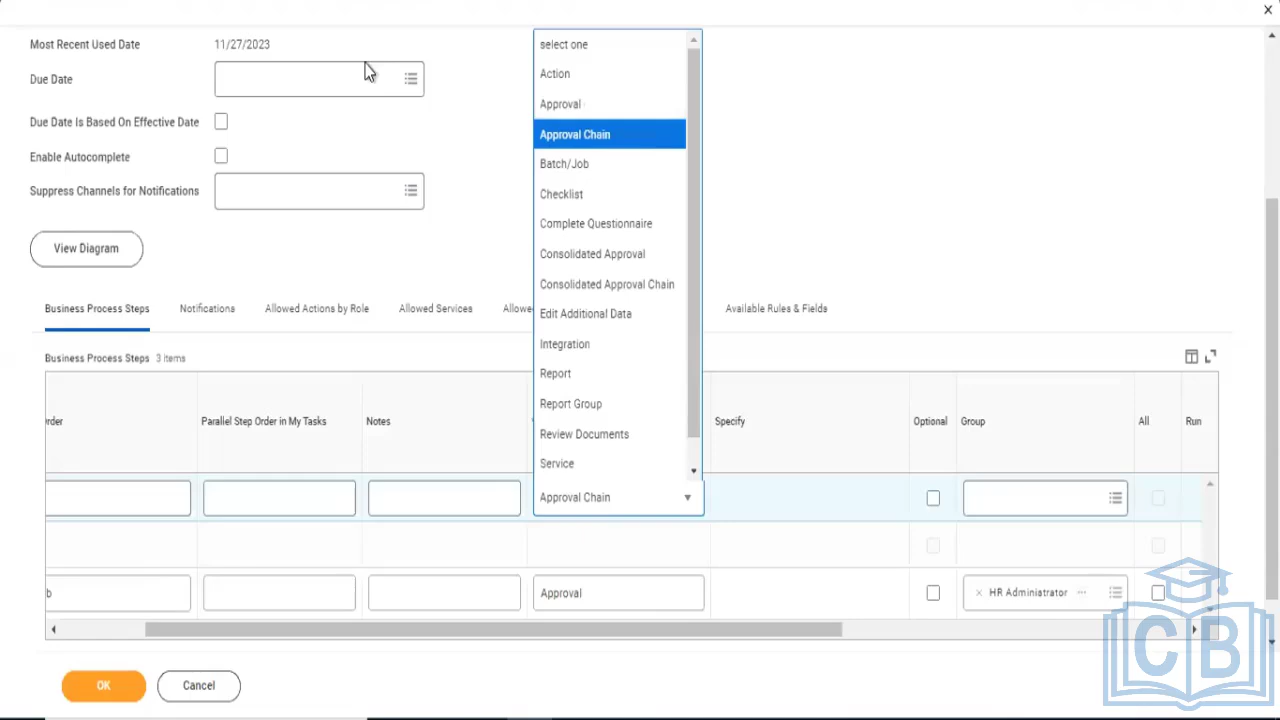 Most Recent Used Date 11/27/2023
Due Date
Due Date Is Based On Effective Date
Enable Autocomplete
Suppress Channels for Notifications
View Diagram
select one
Action
Approval
Approval Chain
Batch/Job
Checklist
Complete Questionnaire
Consolidated Approval
Consolidated Approval Chain
Edit Additional Data
Integration
Report
Report Group
Review Documents
Service
Business Process Steps Notifications Allowed Actions by Role Allowed Services Allowe Available Rules & Fields
Business Process Steps 3 items
rder Parallel Step Order in My Tasks Notes Specify Optional Group All Run
Approval Chain
b Approval HR Administrator
OK Cancel
CB